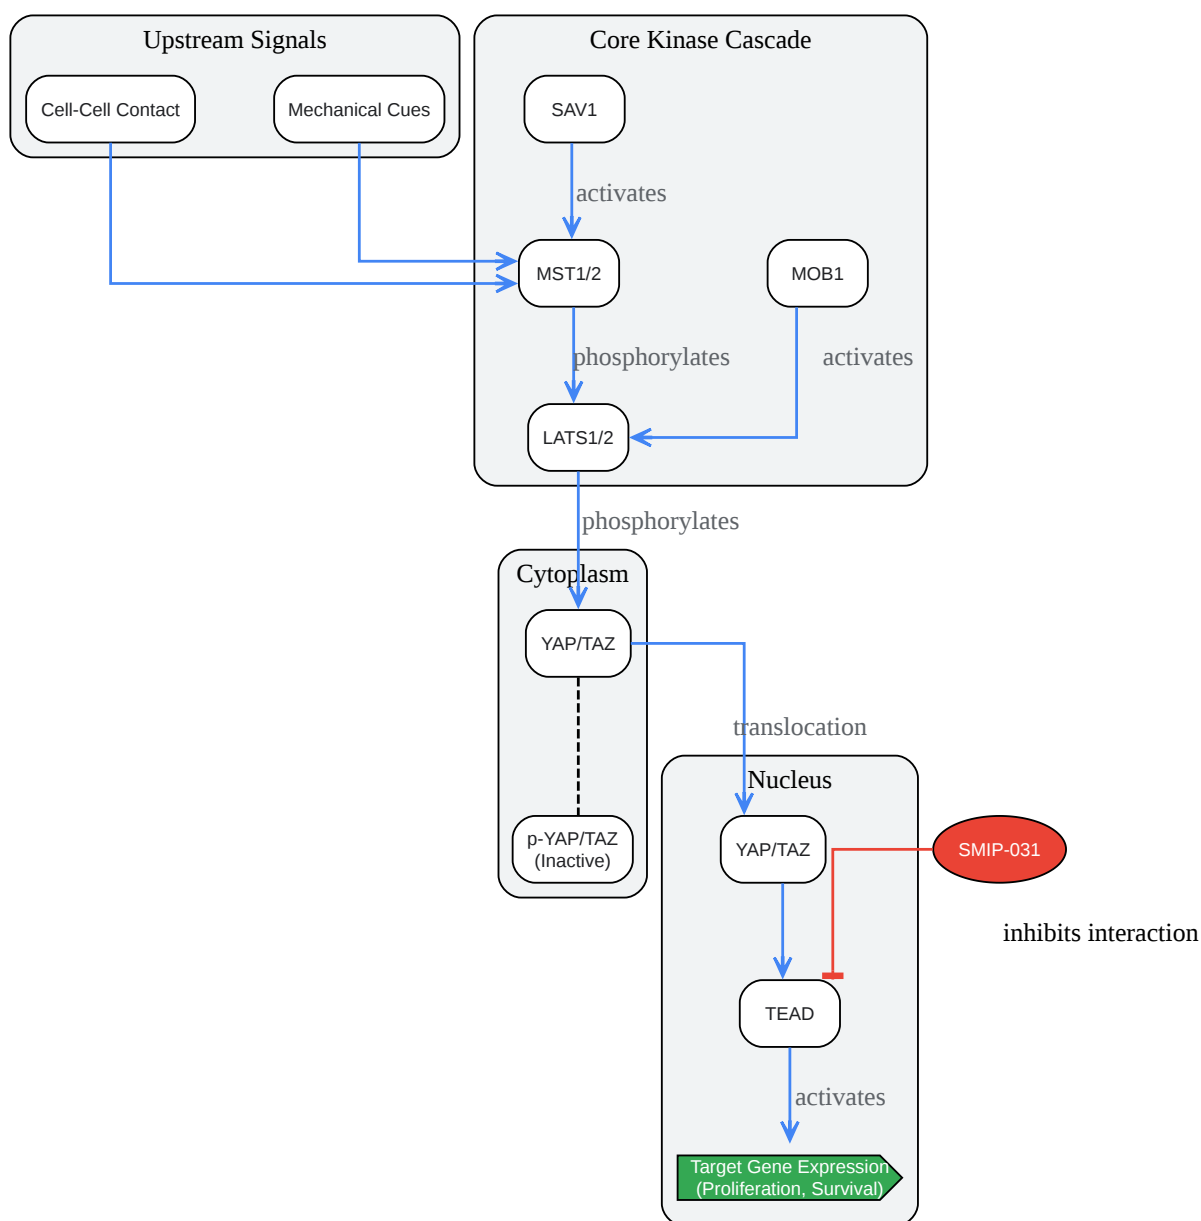 Upstream Signals
Core Kinase Cascade
Cell-Cell Contact
Mechanical Cues
SAV1
activates
MST1/2
MOB1
phosphorylates
activates
LATS1/2
phosphorylates
Cytoplasm
YAP/TAZ
translocation
Nucleus
p-YAP/TAZ
(Inactive)
YAP/TAZ
SMIP-031
inhibits interaction
TEAD
activates
Target Gene Expression
(Proliferation, Survival)